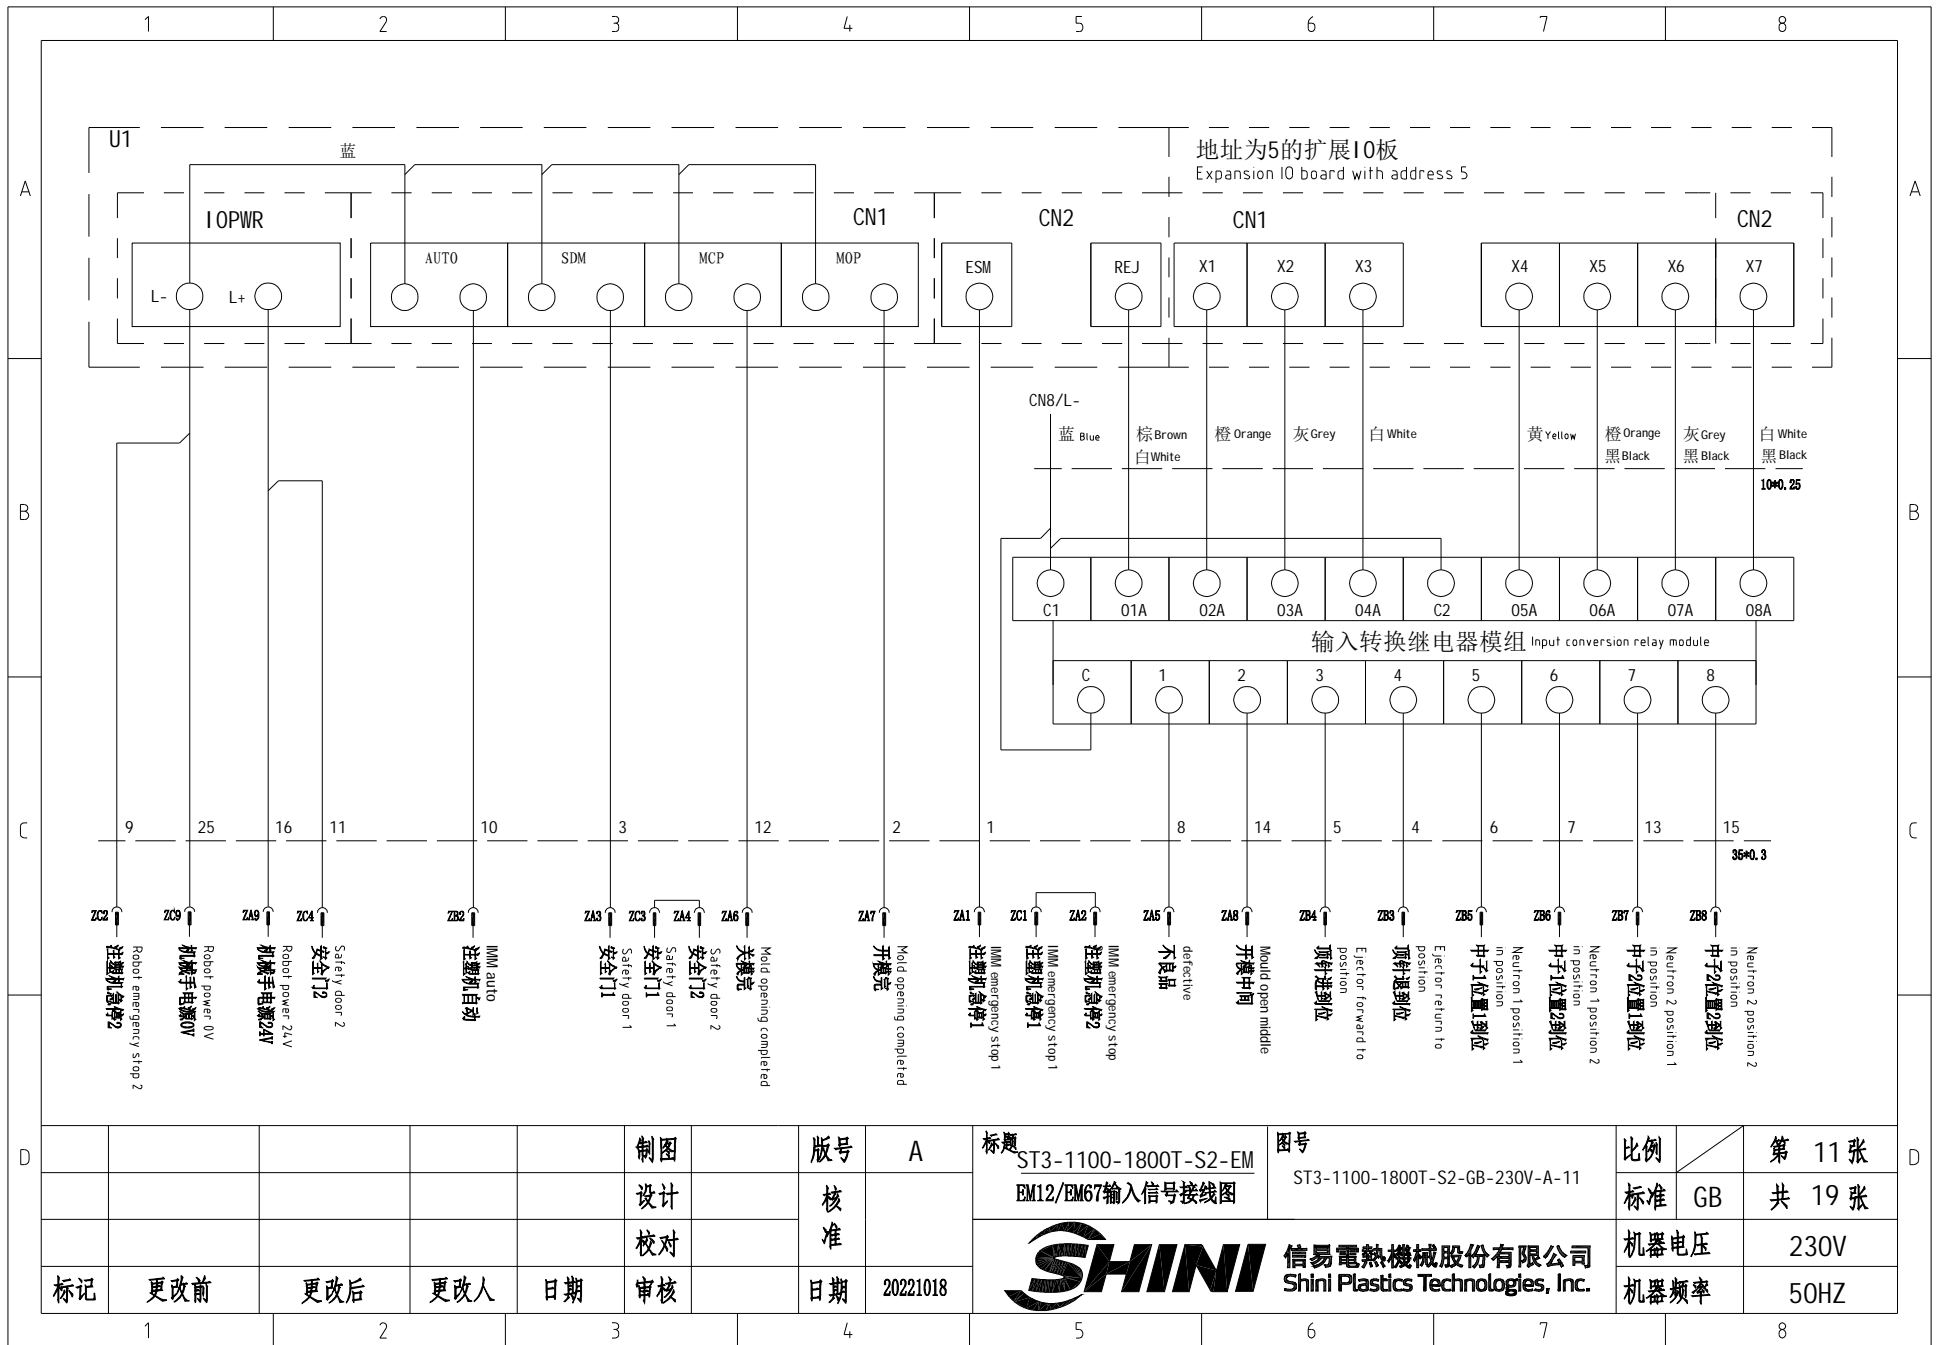 1 2 3 4 5 6 7 8
U1
蓝
地址为5的扩展IO板
Expansion IO board with address 5
A A
IOPWR CN1 CN2 CN1 CN2
AUTO SDM MCP MOP ESM REJ X1 X2 X3 X4 X5 X6 X7
L- L+
CN8/L-
蓝 Blue 棕Brown 橙 Orange 灰Grey 白White 黄Yellow 橙Orange 灰Grey 白White
白White 黑Black 黑Black 黑Black
10*0.25
B B
C1 01A 02A 03A 04A C2 05A 06A 07A 08A
输入转换继电器模组 Input conversion relay module
C 1 2 3 4 5 6 7 8
C C
9 25 16 11 10 3 12 2 1 8 14 5 4 6 7 13 15
35*0.3
ZC2 ZC9 ZA9 ZC4 ZB2 ZA3 ZC3 ZA4 ZA6 ZA7 ZA1 ZC1 ZA2 ZA5 ZA8 ZB4 ZB3 ZB5 ZB6 ZB7 ZB8
注塑机急停2
Robot emergency stop 2
机械手电源0V
Robot power 0V
机械手电源24V
Robot power 24V
安全门2
Safety door 2
注塑机自动
IMM auto
安全门1
Safety door 1
安全门1
Safety door 1
安全门2
Safety door 2
关模完
Mold opening completed
开模完
Mold opening completed
注塑机急停1
IMM emergency stop1
注塑机急停1
IMM emergency stop1
注塑机急停2
IMM emergency stop
不良品
defective
开模中间
Mould open middle
顶针进到位
Ejector forward to
position
顶针退到位
Ejector return to
position
中子1位置1到位
Neutron 1 position 1
in position
中子1位置2到位
Neutron 1 position 2
in position
中子2位置1到位
Neutron 2 position 1
in position
中子2位置2到位
Neutron 2 position 2
in position
D D
制图 版号 A 标题 图号 比例 第 11 张
ST3-1100-1800T-S2-EM
ST3-1100-1800T-S2-GB-230V-A-11
设计 核准 EM12/EM67输入信号接线图 标准 GB 共 19 张
校对 机器电压 230V
SHINI 信易電熱機械股份有限公司
Shini Plastics Technologies, Inc.
标记 更改前 更改后 更改人 日期 审核 日期 20221018 机器频率 50HZ
1 2 3 4 5 6 7 8